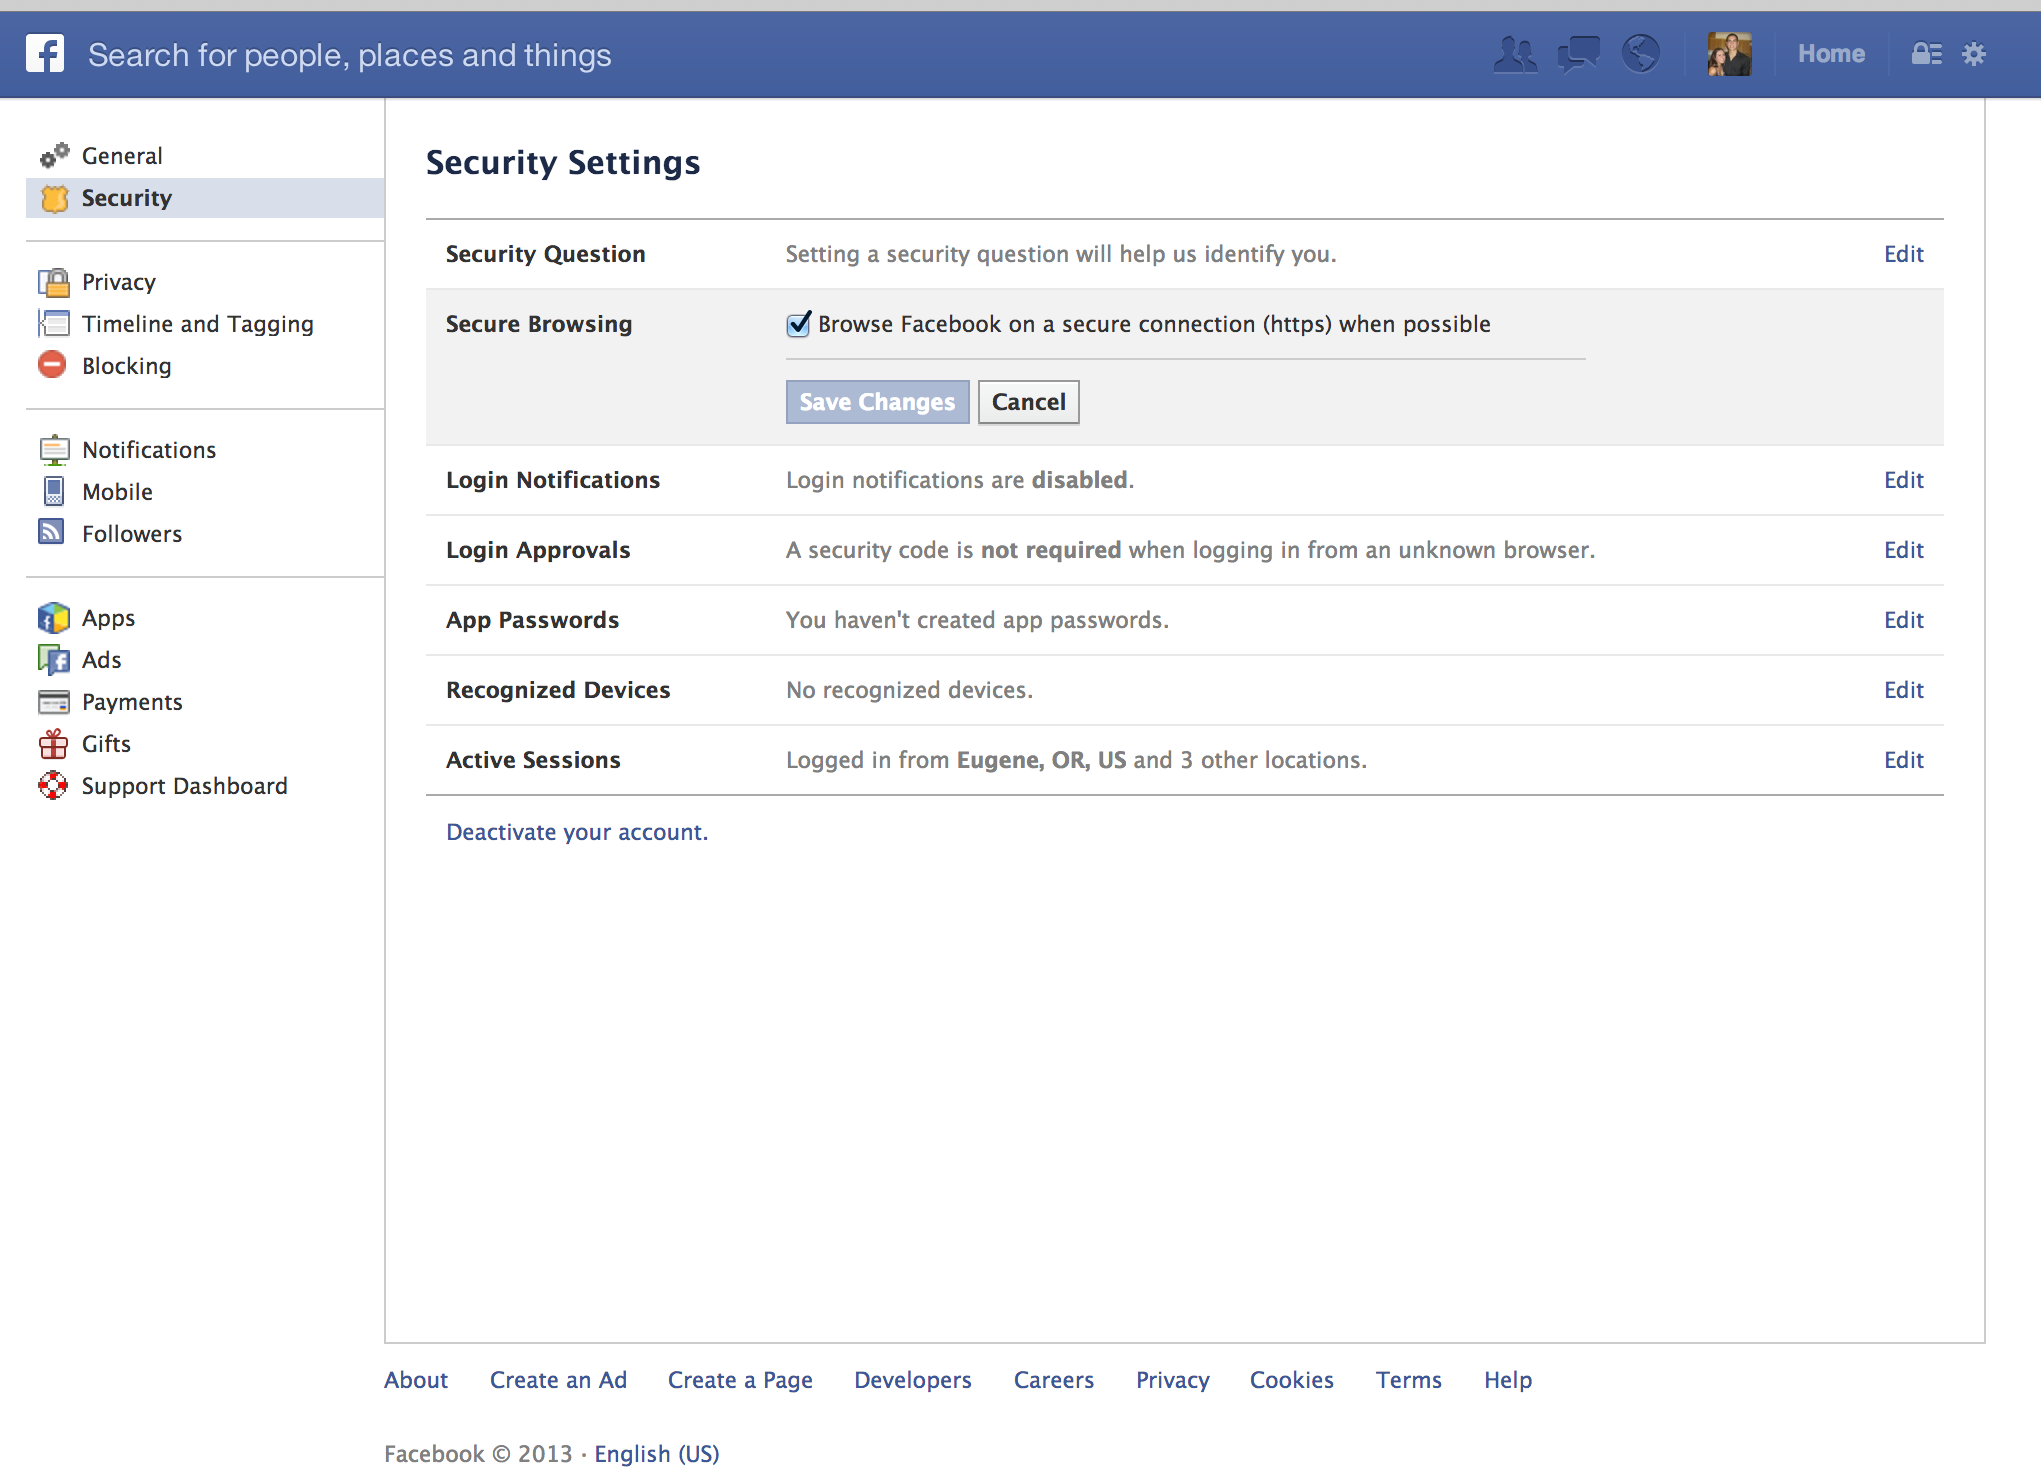 Search for people, places and things
Home
General
Security
Privacy
Timeline and Tagging
Blocking
Notifications
Mobile
Followers
Apps
Ads
Payments
Gifts
Support Dashboard
Security Settings
Security Question Setting a security question will help us identify you. Edit
Secure Browsing Browse Facebook on a secure connection (https) when possible
Save Changes Cancel
Login Notifications Login notifications are disabled. Edit
Login Approvals A security code is not required when logging in from an unknown browser. Edit
App Passwords You haven't created app passwords. Edit
Recognized Devices No recognized devices. Edit
Active Sessions Logged in from Eugene, OR, US and 3 other locations. Edit
Deactivate your account.
About Create an Ad Create a Page Developers Careers Privacy Cookies Terms Help
Facebook © 2013 · English (US)